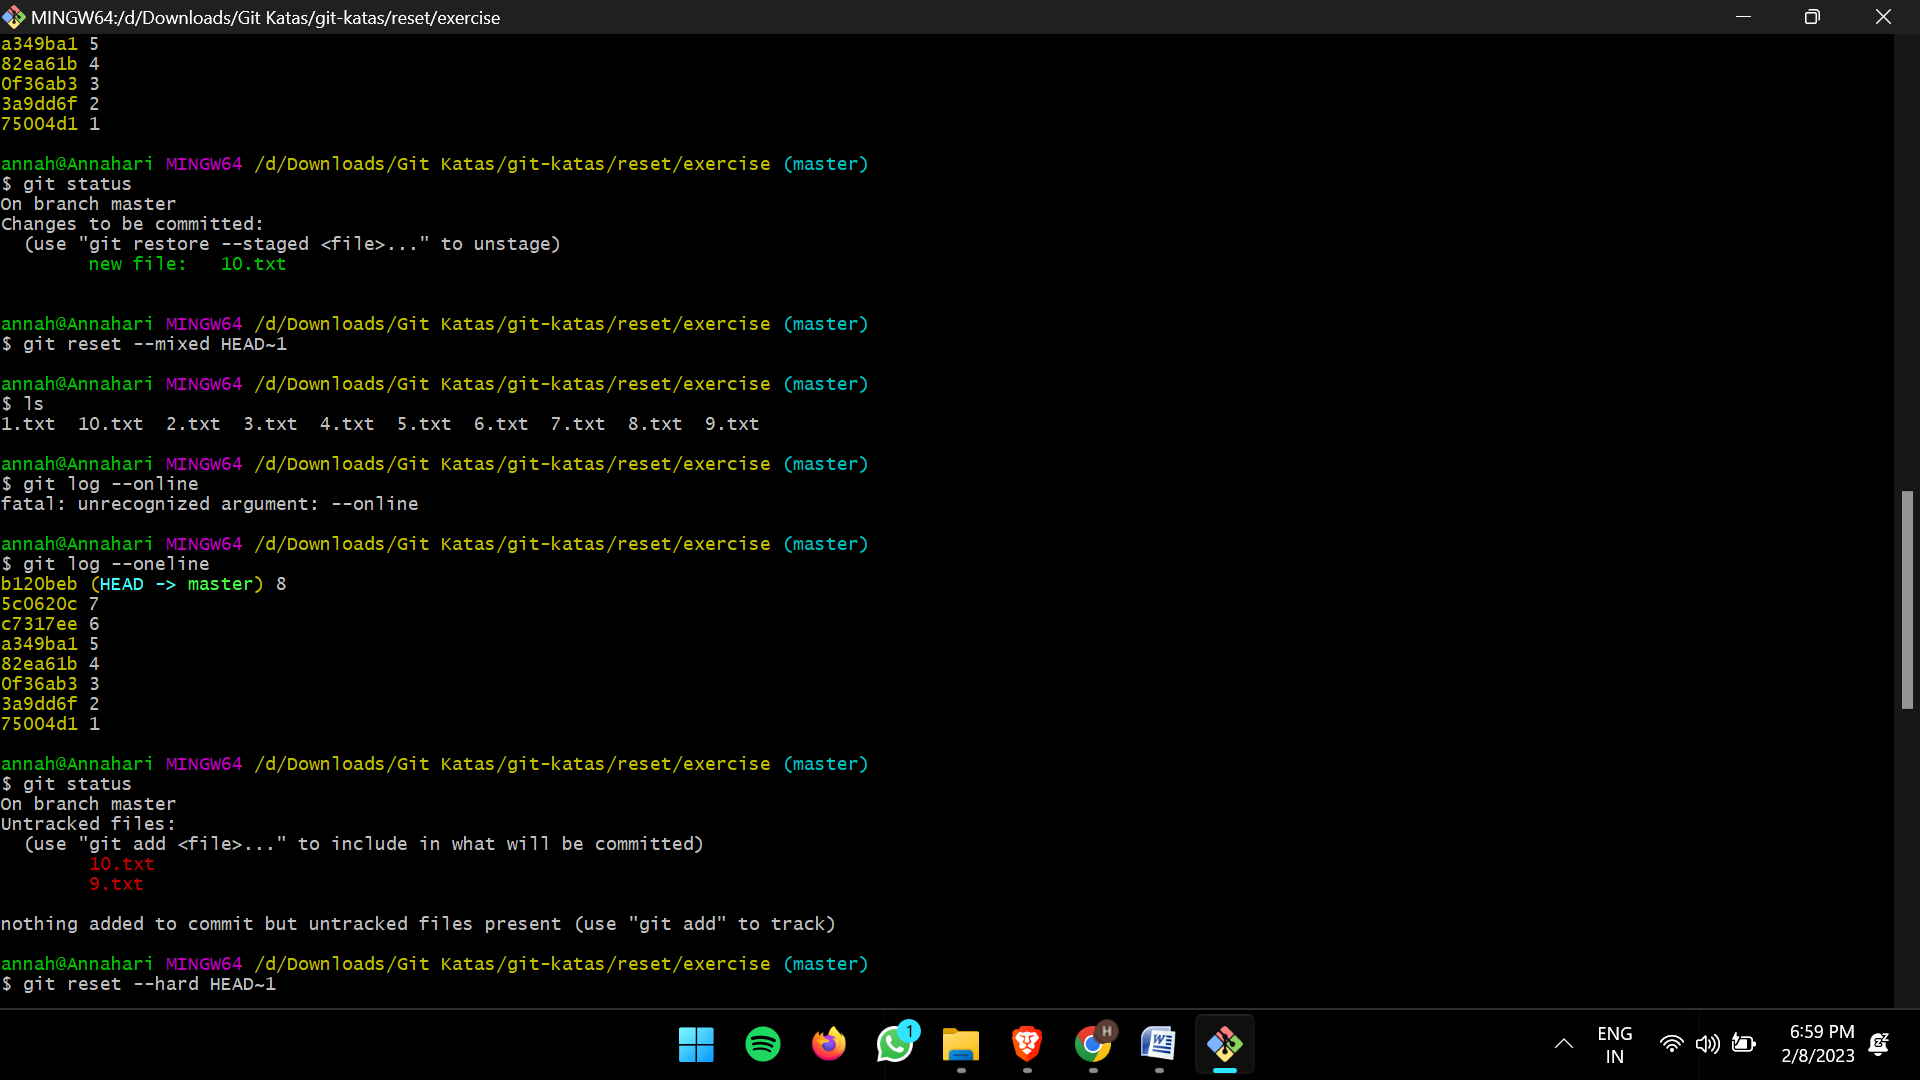 MINGW64:/d/Downloads/Git Katas/git-katas/reset/exercise
a349ba1 5
82ea61b 4
0f36ab3 3
3a9dd6f 2
75004d1 1
annah@Annahari MINGW64 /d/Downloads/Git Katas/git-katas/reset/exercise (master)
$ git status
On branch master
Changes to be committed:
  (use "git restore --staged <file>..." to unstage)
        new file:   10.txt
annah@Annahari MINGW64 /d/Downloads/Git Katas/git-katas/reset/exercise (master)
$ git reset --mixed HEAD~1
annah@Annahari MINGW64 /d/Downloads/Git Katas/git-katas/reset/exercise (master)
$ ls
1.txt  10.txt  2.txt  3.txt  4.txt  5.txt  6.txt  7.txt  8.txt  9.txt
annah@Annahari MINGW64 /d/Downloads/Git Katas/git-katas/reset/exercise (master)
$ git log --online
fatal: unrecognized argument: --online
annah@Annahari MINGW64 /d/Downloads/Git Katas/git-katas/reset/exercise (master)
$ git log --oneline
b120beb (HEAD -> master) 8
5c0620c 7
c7317ee 6
a349ba1 5
82ea61b 4
0f36ab3 3
3a9dd6f 2
75004d1 1
annah@Annahari MINGW64 /d/Downloads/Git Katas/git-katas/reset/exercise (master)
$ git status
On branch master
Untracked files:
  (use "git add <file>..." to include in what will be committed)
        10.txt
        9.txt
nothing added to commit but untracked files present (use "git add" to track)
annah@Annahari MINGW64 /d/Downloads/Git Katas/git-katas/reset/exercise (master)
$ git reset --hard HEAD~1
1
H
W
ENG
IN
6:59 PM
2/8/2023